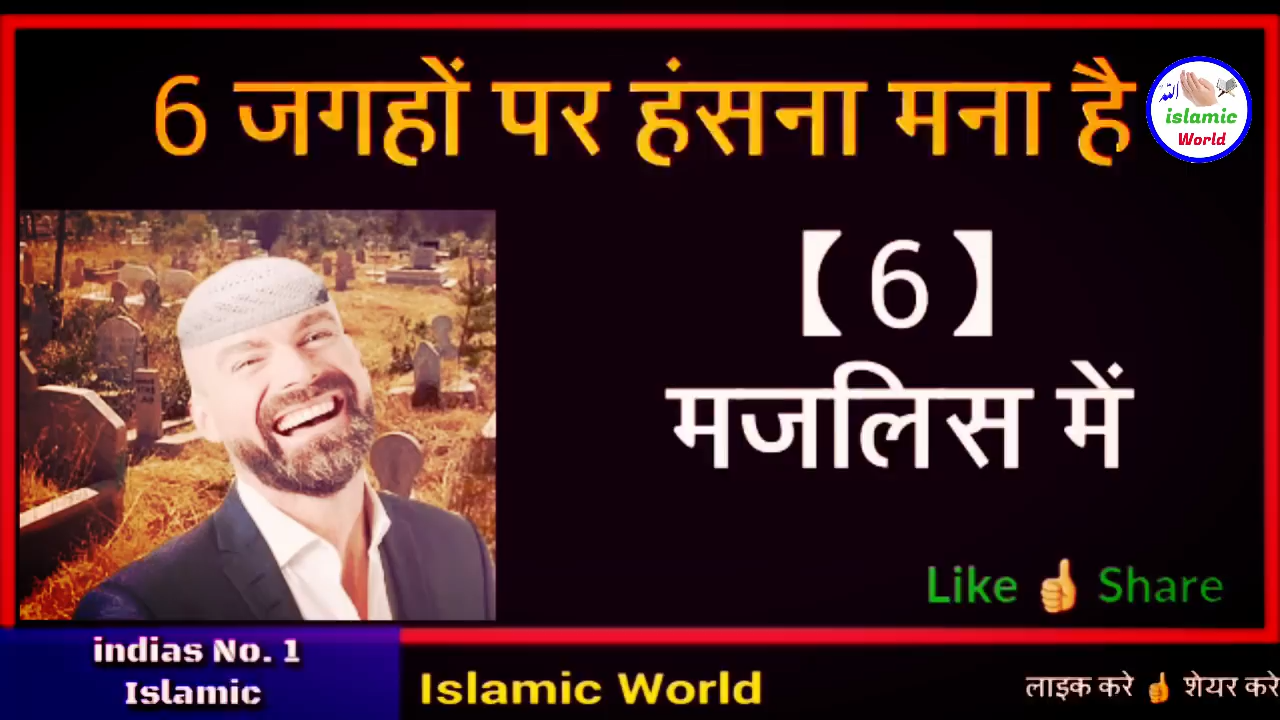 6 जगहों पर हंसना मना है
الله
islamic
World
【 6 】
मजलिस में
Like 👍 Share
indias No. 1
Islamic
Islamic World
लाइक करे 👍 शेयर करे